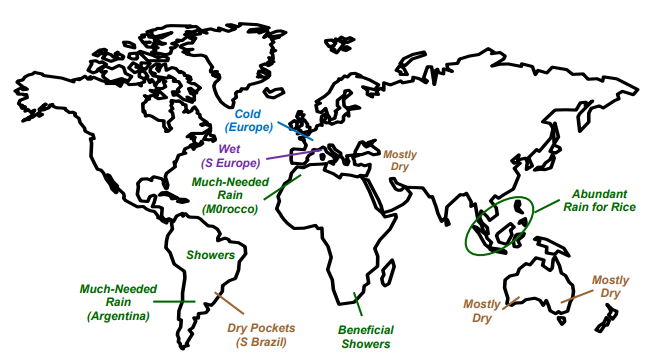 Cold
(Europe)
Wet
(S Europe)
Mostly
Dry
Much-Needed
Rain
(M0rocco)
Abundant
Rain for Rice
Showers
Much-Needed
Rain
(Argentina)
Dry Pockets
(S Brazil)
Beneficial
Showers
Mostly
Dry
Mostly
Dry